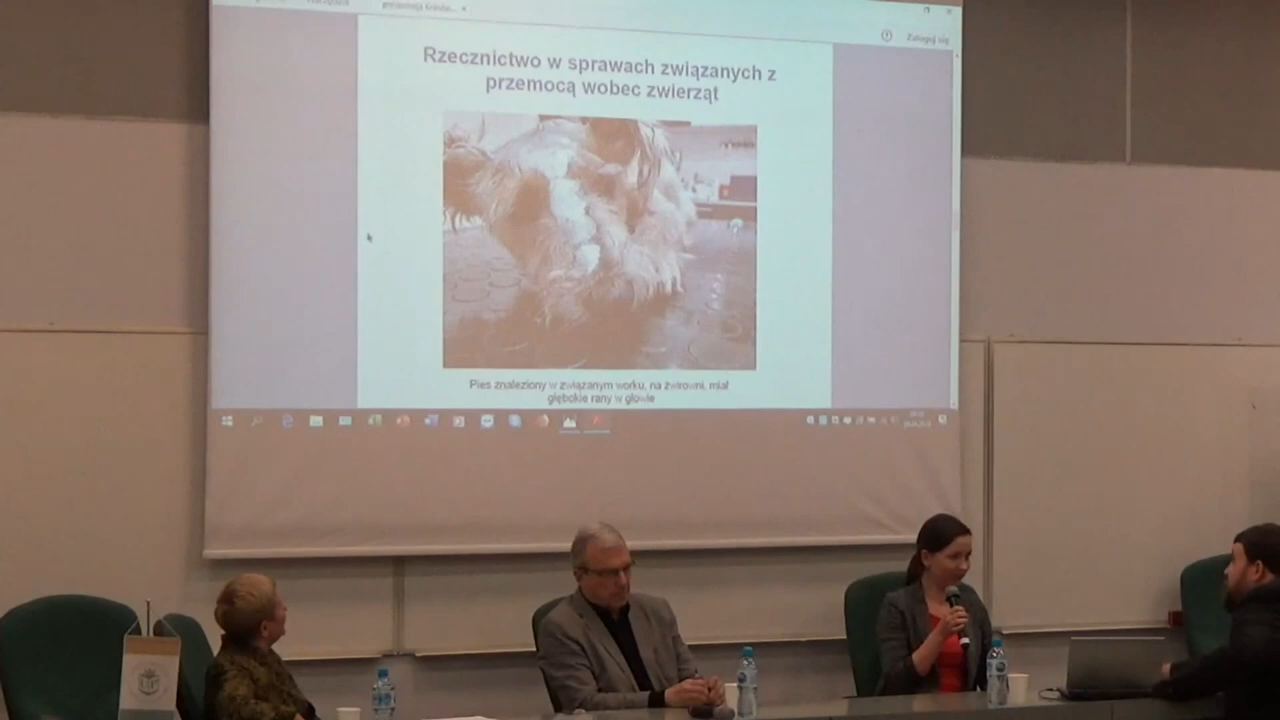 Zaloguj się
Rzecznictwo w sprawach związanych z
przemocą wobec zwierząt
Pies znaleziony w związanym worku, na żwirowni, miał
głębokie rany w głowie